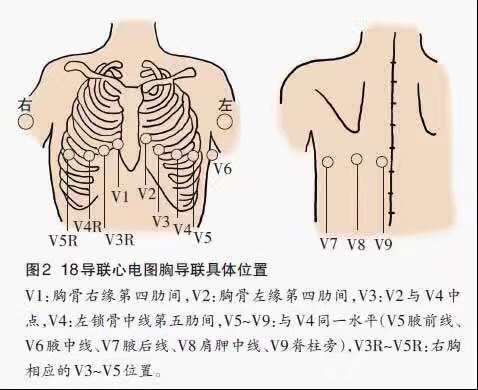 右
左
V6
V1
V2
V3
V4R
V4
V5R
V3R
V5
V7
V8
V9
图2 18导联心电图胸导联具体位置
V1:胸骨右缘第四肋间,V2:胸骨左缘第四肋间,V3:V2与V4中
点,V4:左锁骨中线第五肋间,V5~V9:与V4同一水平(V5腋前线、
V6腋中线、V7腋后线、V8肩胛中线、V9脊柱旁),V3R~V5R:右胸
相应的V3~V5位置。